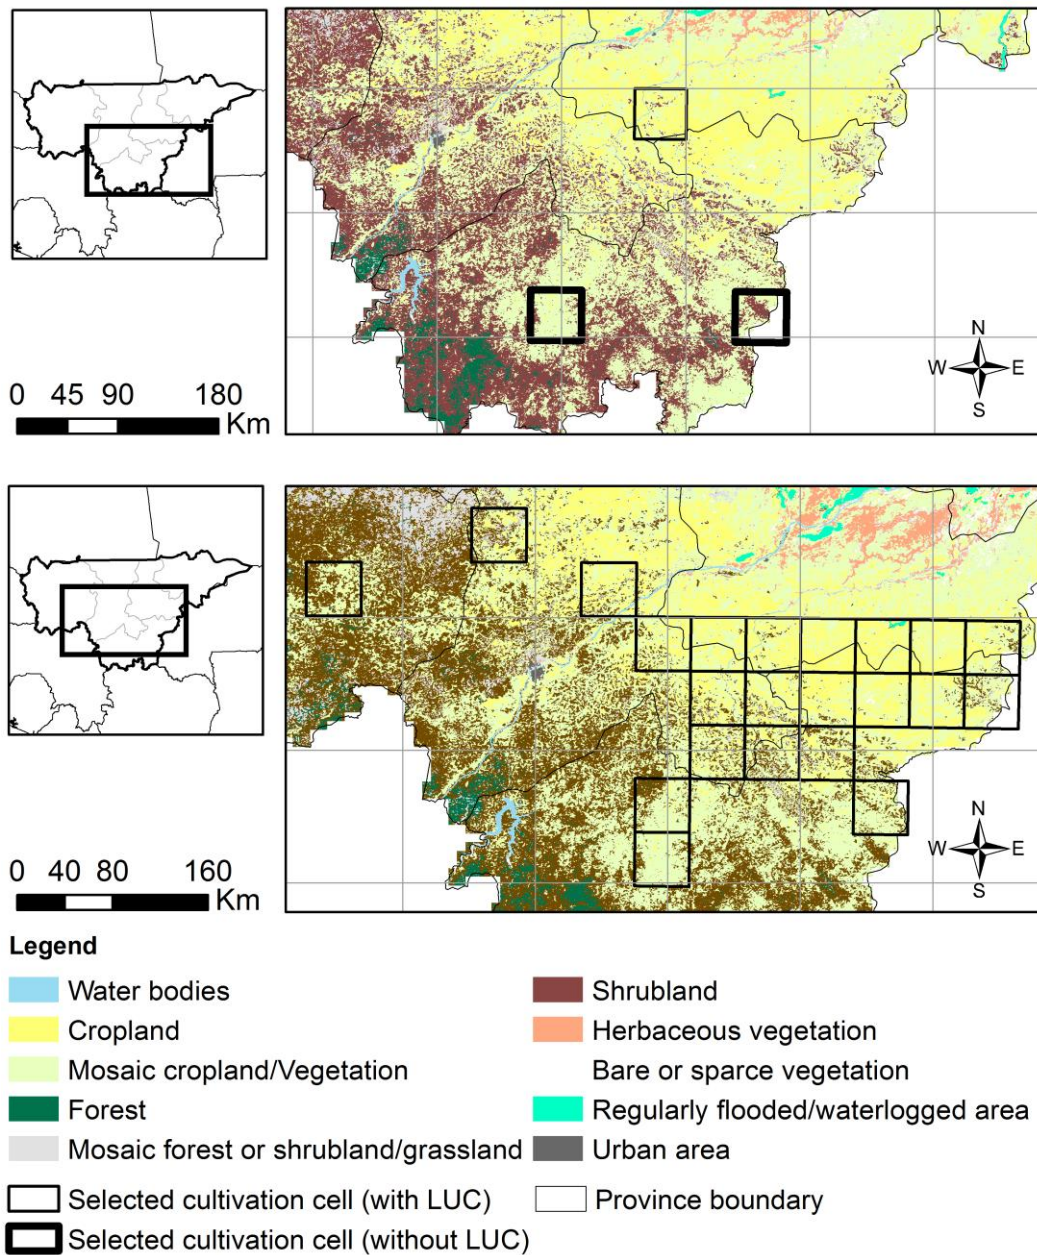 N
W E
S
0 45 90 180
Km
N
W E
S
0 40 80 160
Km
Legend
Water bodies
Shrubland
Cropland
Herbaceous vegetation
Mosaic cropland/Vegetation
Bare or sparce vegetation
Forest
Regularly flooded/waterlogged area
Mosaic forest or shrubland/grassland
Urban area
Selected cultivation cell (with LUC)
Province boundary
Selected cultivation cell (without LUC)